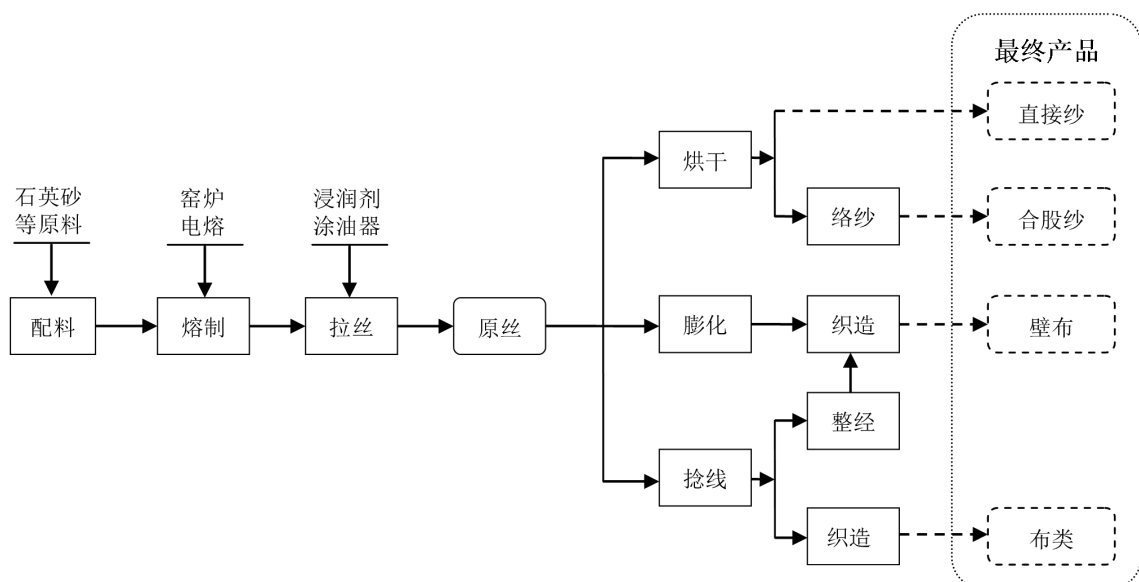 最终产品
直接纱
烘干
石英砂
等原料
窑炉
电熔
浸润剂
涂油器
络纱
合股纱
配料
熔制
拉丝
原丝
膨化
织造
壁布
整经
捻线
织造
布类